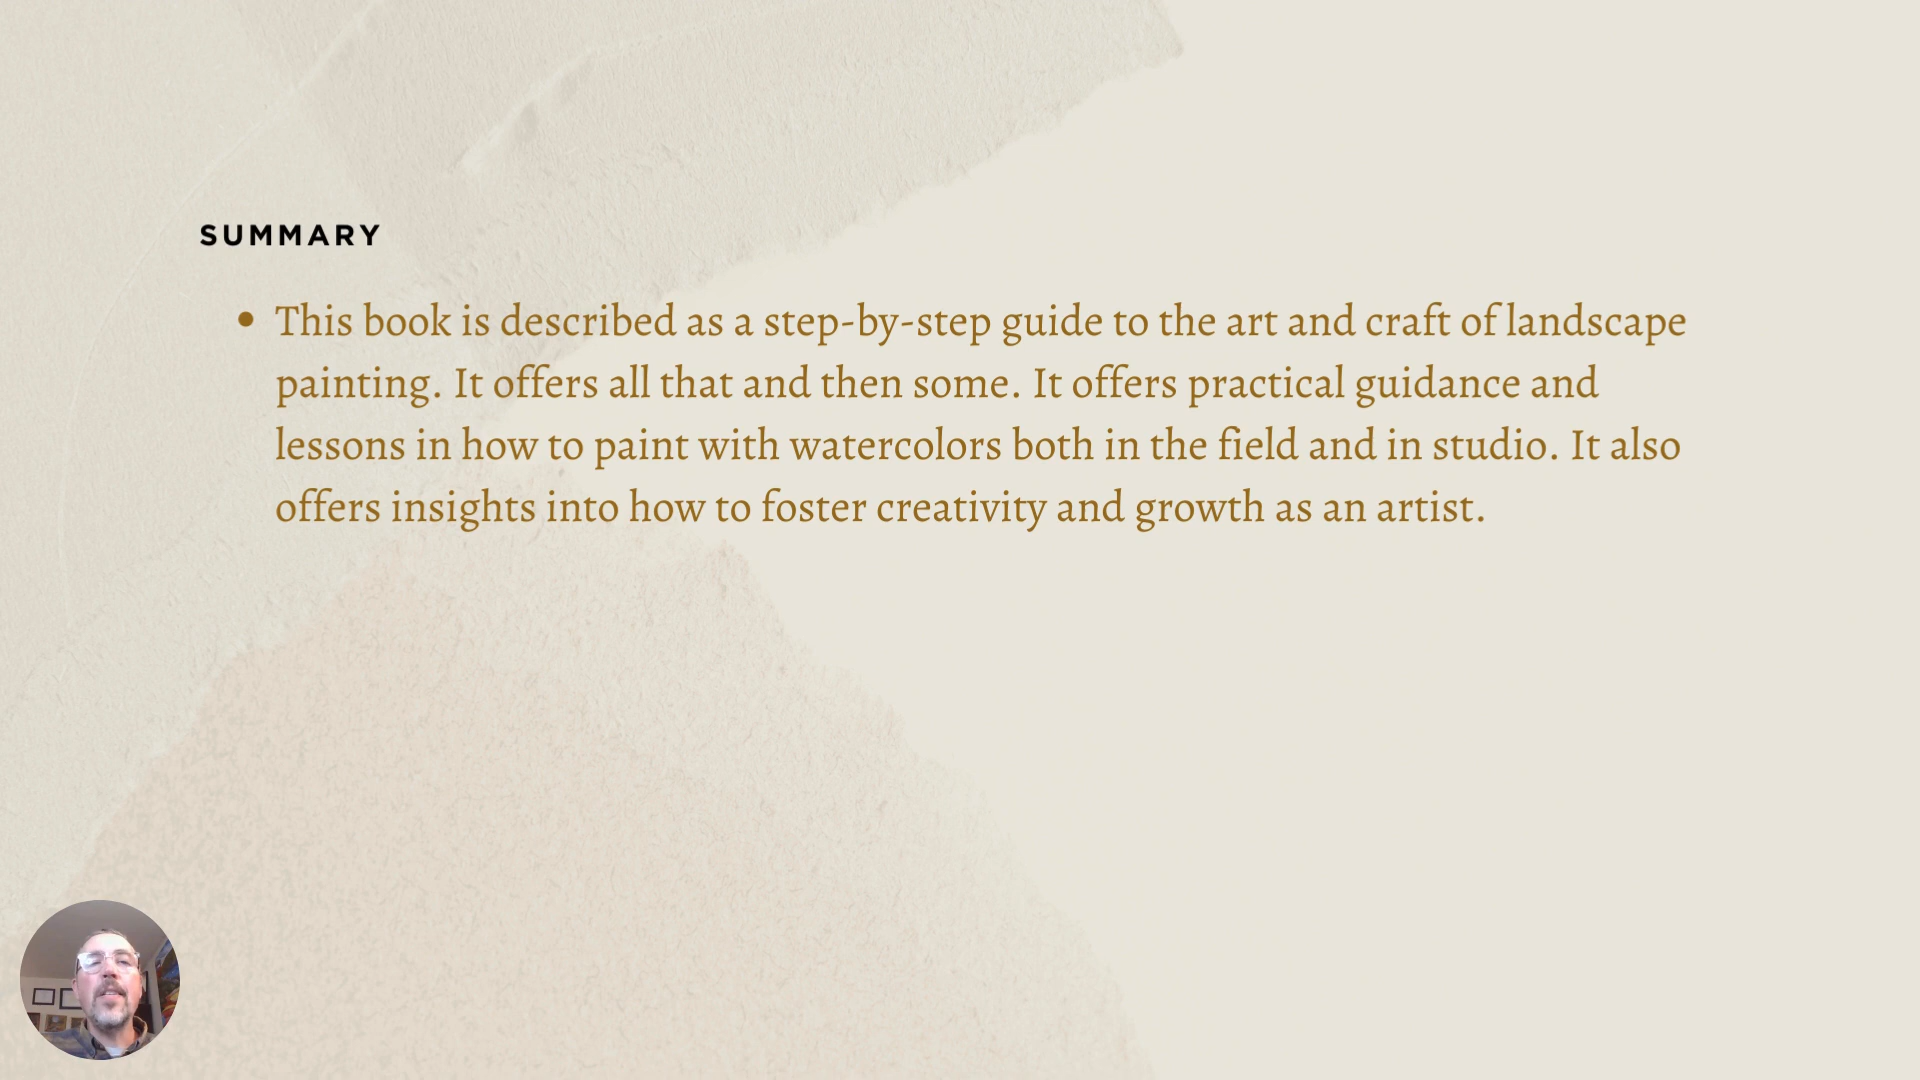 SUMMARY
• This book is described as a step-by-step guide to the art and craft of landscape
painting. It offers all that and then some. It offers practical guidance and
lessons in how to paint with watercolors both in the field and in studio. It also
offers insights into how to foster creativity and growth as an artist.